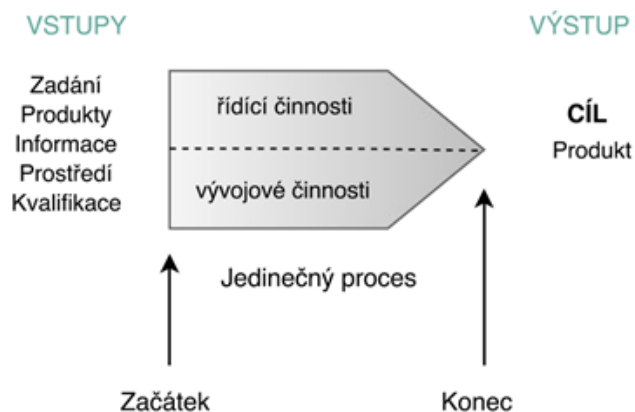 VSTUPY
VÝSTUP
Zadání
Produkty
Informace
Prostředí
Kvalifikace
řídící činnosti
vývojové činnosti
CÍL
Produkt
Jedinečný proces
Začátek
Konec